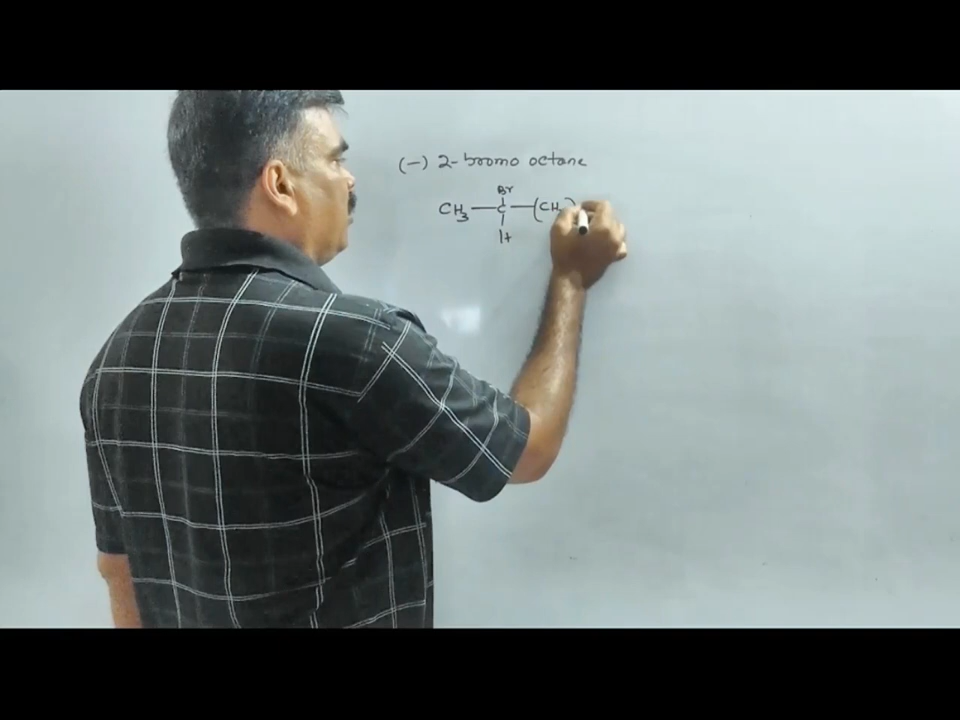 (-) 2-bromo octane
Br
CH3 — C — (CH )
H